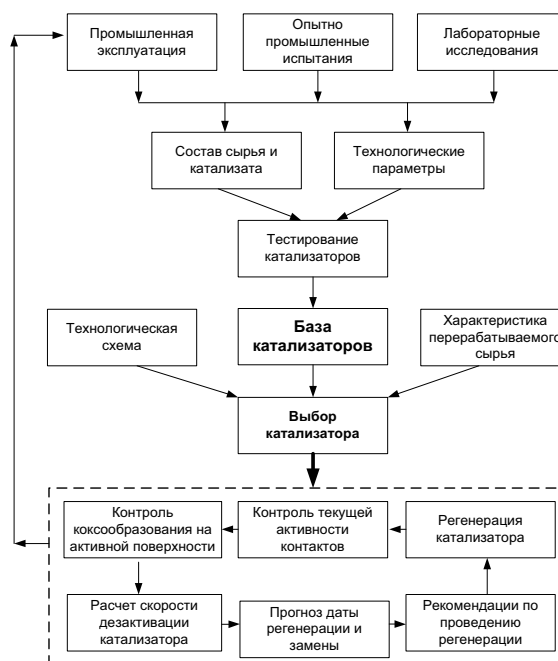 Промышленная
эксплуатация
Опытно
промышленные
испытания
Лабораторные
исследования
Состав сырья и
катализата
Технологические
параметры
Тестирование
катализаторов
Технологическая
схема
База
катализаторов
Характеристика
перерабатываемого
сырья
Выбор
катализатора
Контроль
коксообразования на
активной поверхности
Контроль текущей
активности
контактов
Регенерация
катализатора
Расчет скорости
дезактивации
катализатора
Прогноз даты
регенерации и
замены
Рекомендации по
проведению
регенерации